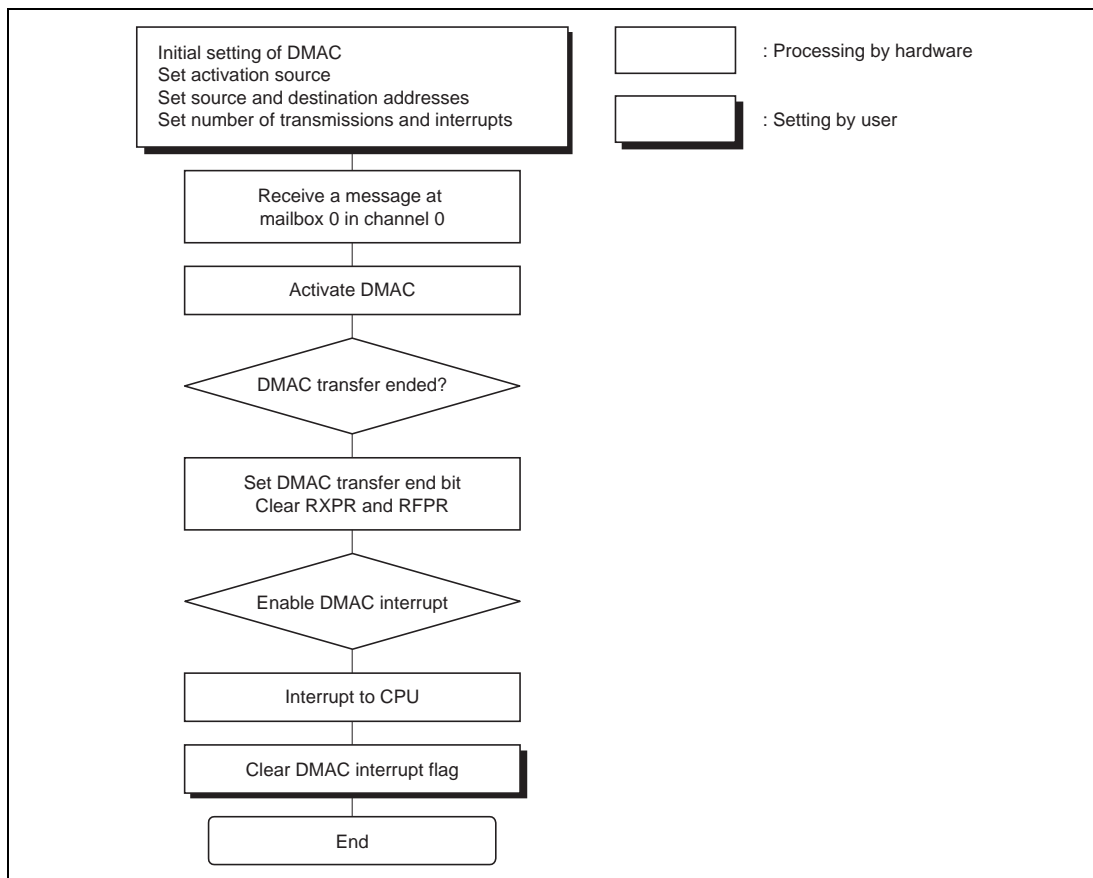 Initial setting of DMAC
Set activation source
Set source and destination addresses
Set number of transmissions and interrupts
: Processing by hardware
: Setting by user
Receive a message at
mailbox 0 in channel 0
Activate DMAC
DMAC transfer ended?
Set DMAC transfer end bit
Clear RXPR and RFPR
Enable DMAC interrupt
Interrupt to CPU
Clear DMAC interrupt flag
End